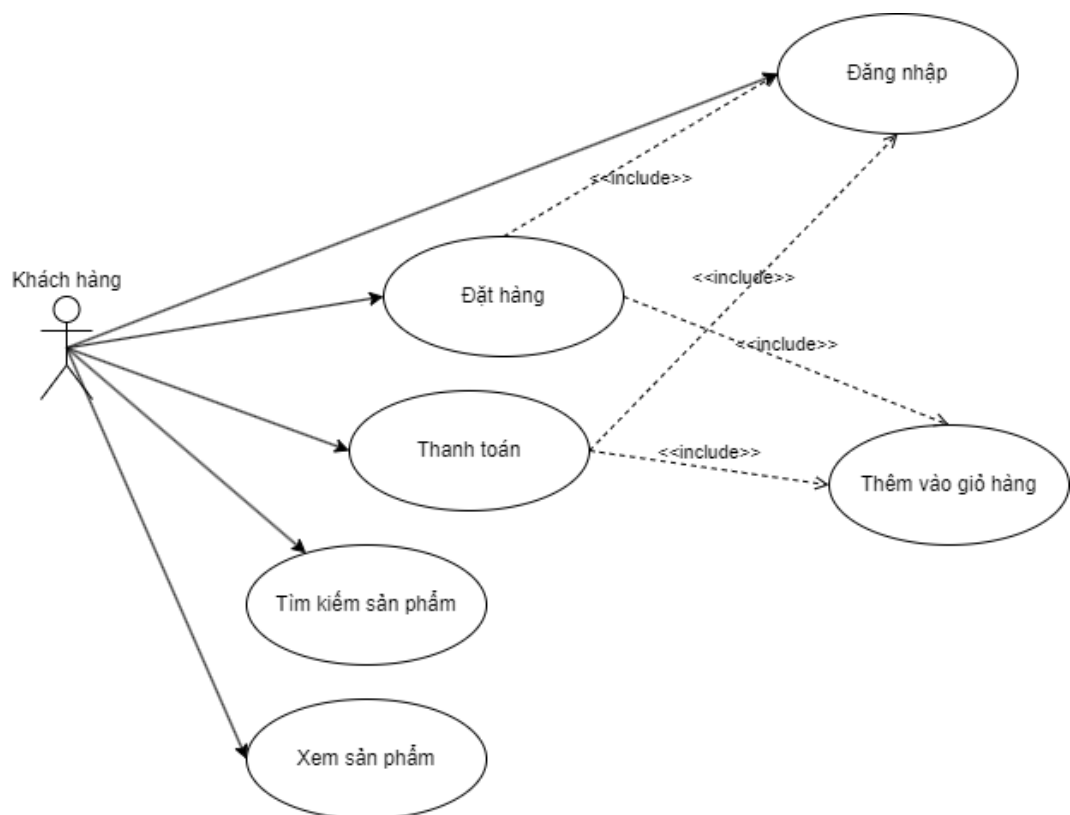 Đăng nhập
<<include>>
Khách hàng
<<include>>
Đặt hàng
<<include>>
Thanh toán
<<include>>
Thêm vào giỏ hàng
Tìm kiếm sản phẩm
Xem sản phẩm